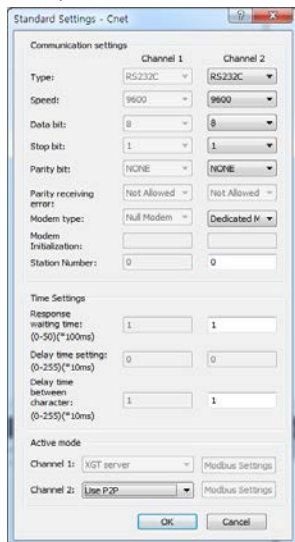 Standard Settings - Cnet
Communication settings
Channel 1 Channel 2
Type: RS232C RS232C
Speed: 9600 9600
Data bit: 8 8
Stop bit: 1 1
Parity bit: NONE NONE
Parity receiving
error: Not Allowed Not Allowed
Modem type: Null Modem Dedicated M
Modem
Initialization:
Station Number: 0 0
Time Settings
Response
waiting time: 1 1
(0-50)(*100ms)
Delay time setting: 0 0
(0-255)(*10ms)
Delay time
between
character: 1 1
(0-255)(*10ms)
Active mode
Channel 1: XGT server Modbus Settings
Channel 2: Use P2P Modbus Settings
OK Cancel